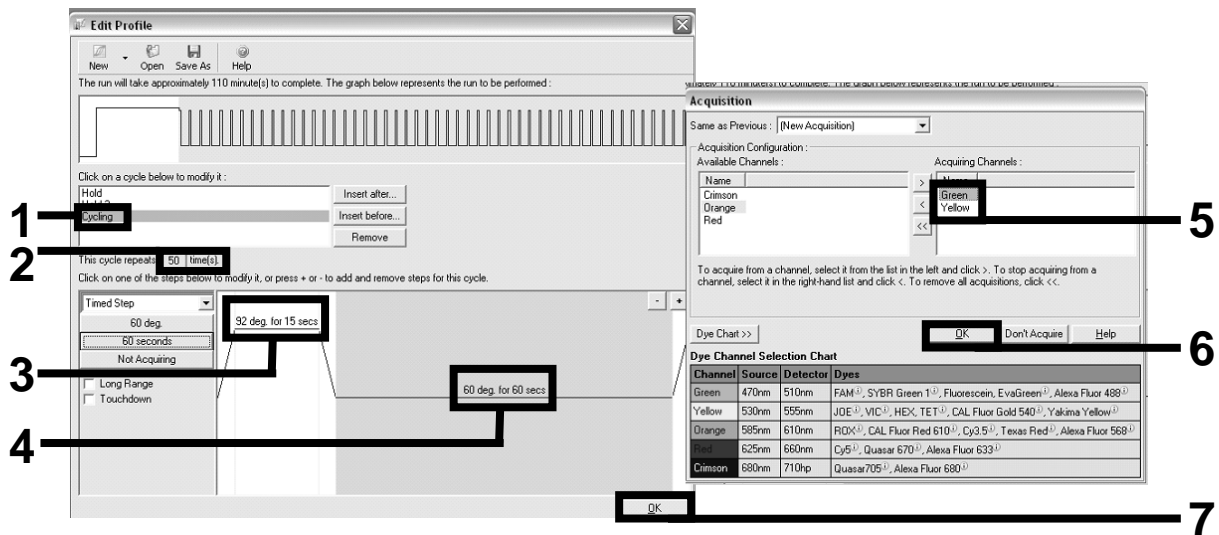 Edit Profile
New Open Save As Help
The run will take approximately 110 minute(s) to complete. The graph below represents the run to be performed :
Click on a cycle below to modify it :
Hold
Cycling
Insert after...
Insert before...
Remove
This cycle repeats 50 time(s).
Click on one of the steps below to modify it, or press + or - to add and remove steps for this cycle.
Timed Step
60 deg.
60 seconds
Not Acquiring
Long Range
Touchdown
92 deg. for 15 secs
60 deg. for 60 secs
- +
OK
1
2
3
4
Acquisition
Same as Previous : (New Acquisition)
Acquisition Configuration :
Available Channels :
Name
Crimson
Orange
Red
>
<
<<
Acquiring Channels :
Name
Green
Yellow
To acquire from a channel, select it from the list in the left and click >. To stop acquiring from a
channel, select it in the right-hand list and click <. To remove all acquisitions, click <<.
Dye Chart >> OK Don't Acquire Help
Dye Channel Selection Chart
Channel Source Detector Dyes
Green 470nm 510nm FAM, SYBR Green 1, Fluorescein, EvaGreen, Alexa Fluor 488
Yellow 530nm 555nm JOE, VIC, HEX, TET, CAL Fluor Gold 540, Yakima Yellow
Orange 585nm 610nm ROX, CAL Fluor Red 610, Cy3.5, Texas Red, Alexa Fluor 568
Red 625nm 660nm Cy5, Quasar 670, Alexa Fluor 633
Crimson 680nm 710hp Quasar705, Alexa Fluor 680
5
6
7